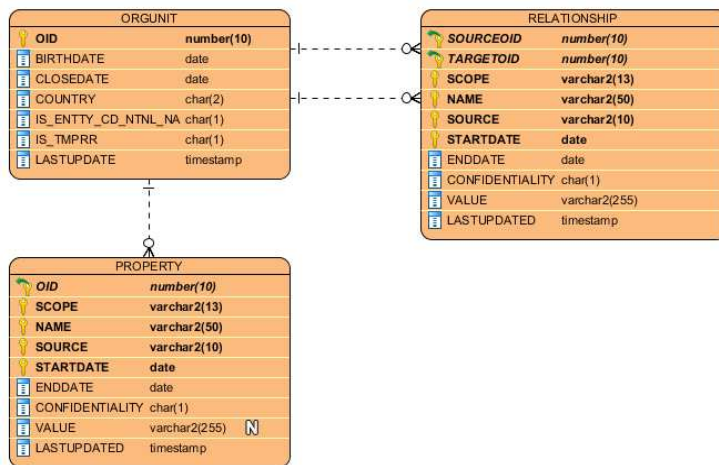 ORGUNIT
OID number(10)
BIRTHDATE date
CLOSEDATE date
COUNTRY char(2)
IS_ENTTY_CD_NTNL_NA char(1)
IS_TMPRR char(1)
LASTUPDATE timestamp
RELATIONSHIP
SOURCEOID number(10)
TARGETOID number(10)
SCOPE varchar2(13)
NAME varchar2(50)
SOURCE varchar2(10)
STARTDATE date
ENDDATE date
CONFIDENTIALITY char(1)
VALUE varchar2(255)
LASTUPDATED timestamp
PROPERTY
OID number(10)
SCOPE varchar2(13)
NAME varchar2(50)
SOURCE varchar2(10)
STARTDATE date
ENDDATE date
CONFIDENTIALITY char(1)
VALUE varchar2(255) N
LASTUPDATED timestamp